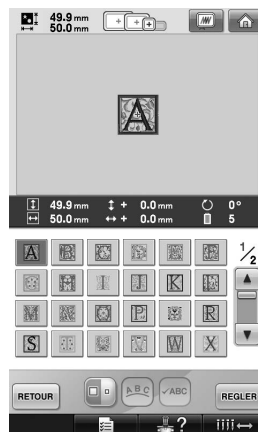 49.9 mm
50.0 mm
A
49.9 mm + 0.0 mm 0°
50.0 mm + 0.0 mm 5
A B C F
I J K L
M N O P R
S V W X
1/2
RETOUR
ABC
✓ABC
REGLER
?